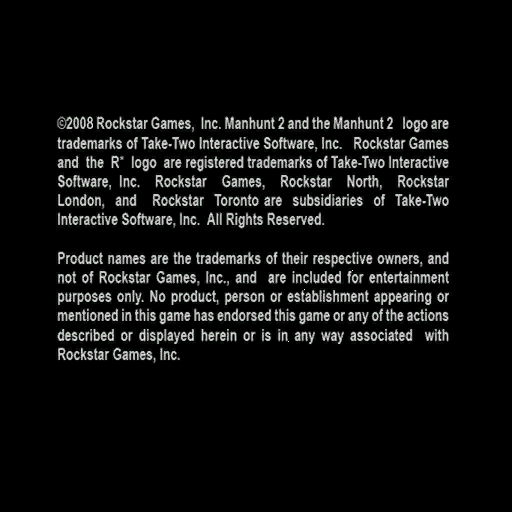 ©2008 Rockstar Games, Inc. Manhunt 2 and the Manhunt 2 logo are
trademarks of Take-Two Interactive Software, Inc. Rockstar Games
and the R* logo are registered trademarks of Take-Two Interactive
Software, Inc. Rockstar Games, Rockstar North, Rockstar
London, and Rockstar Toronto are subsidiaries of Take-Two
Interactive Software, Inc. All Rights Reserved.
Product names are the trademarks of their respective owners, and
not of Rockstar Games, Inc., and are included for entertainment
purposes only. No product, person or establishment appearing or
mentioned in this game has endorsed this game or any of the actions
described or displayed herein or is in any way associated with
Rockstar Games, Inc.